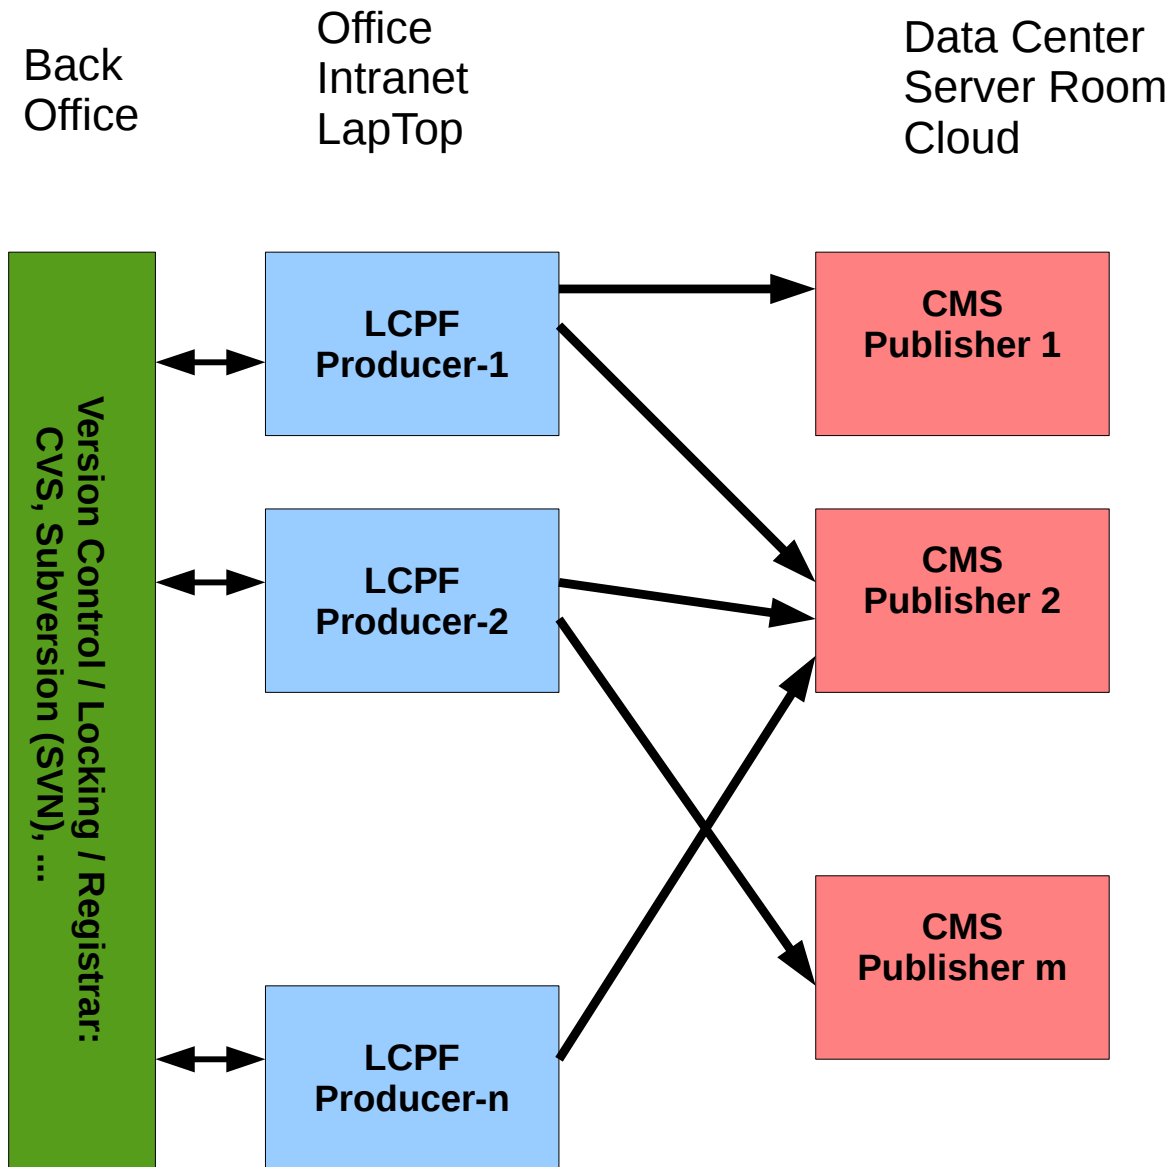 Back
Office
Office
Intranet
LapTop
Data Center
Server Room
Cloud
Version Control / Locking / Registrar:
CVS, Subversion (SVN), ...
LCPF
Producer-1
CMS
Publisher 1
LCPF
Producer-2
CMS
Publisher 2
CMS
Publisher m
LCPF
Producer-n